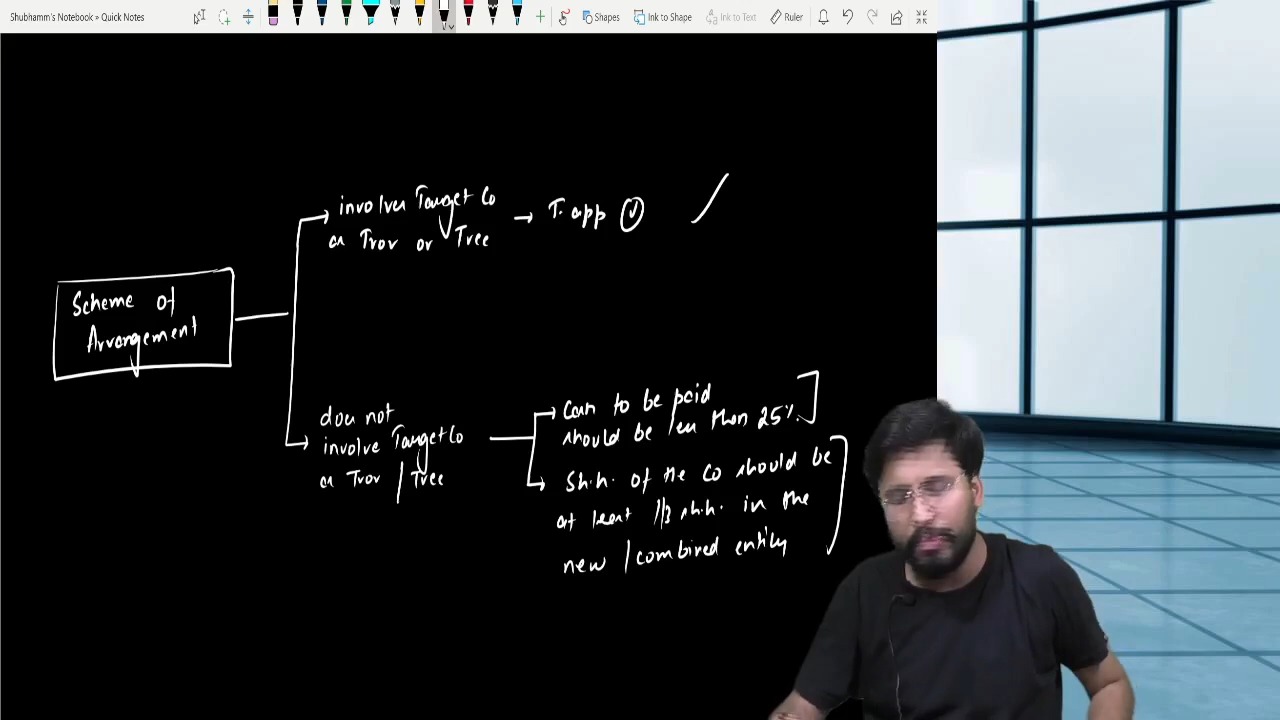 Shubhamm's Notebook » Quick Notes
Shapes
Ink to Shape
Ink to Text
Ruler
involves Target Co
as Tror or Tree
→ T. app
Scheme of
Arrangement
does not
involve Target Co
as Tror / Tree
Cash to be paid
should be less than 25%.
Sh.h. of the Co should be
at least 1/3 sh.h. in the
new / combined entity